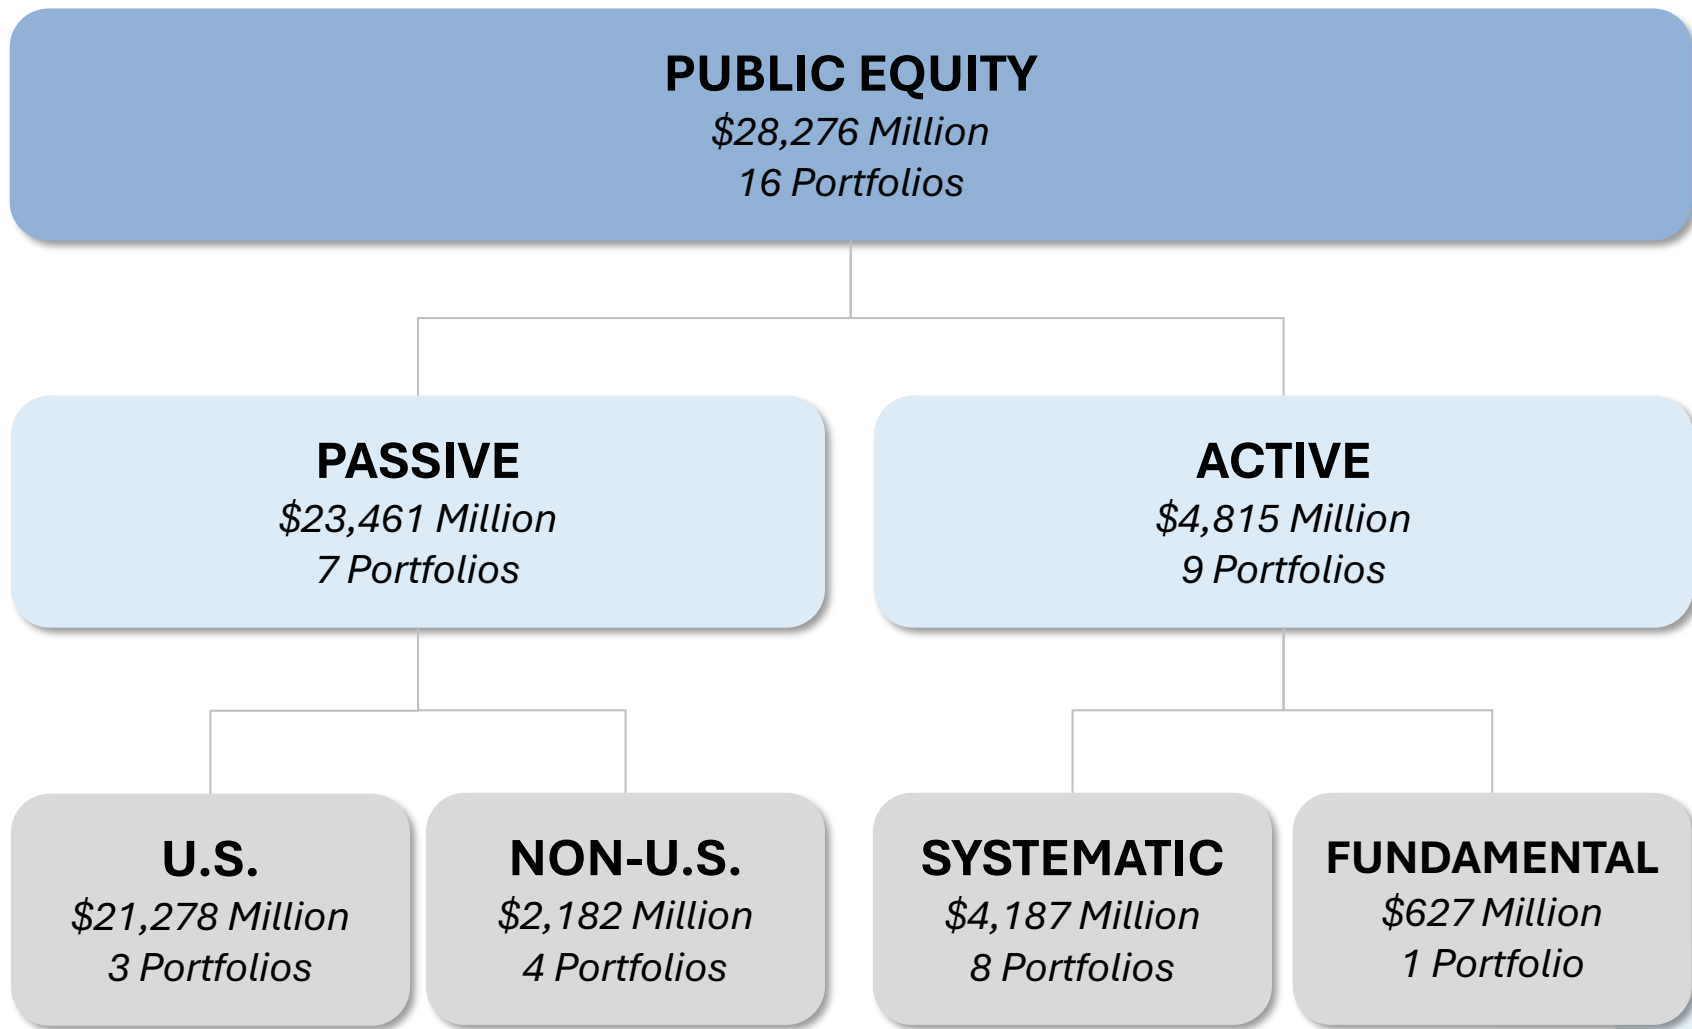 PUBLIC EQUITY
$28,276 Million
16 Portfolios
PASSIVE
$23,461 Million
7 Portfolios
ACTIVE
$4,815 Million
9 Portfolios
U.S.
$21,278 Million
3 Portfolios
NON-U.S.
$2,182 Million
4 Portfolios
SYSTEMATIC
$4,187 Million
8 Portfolios
FUNDAMENTAL
$627 Million
1 Portfolio